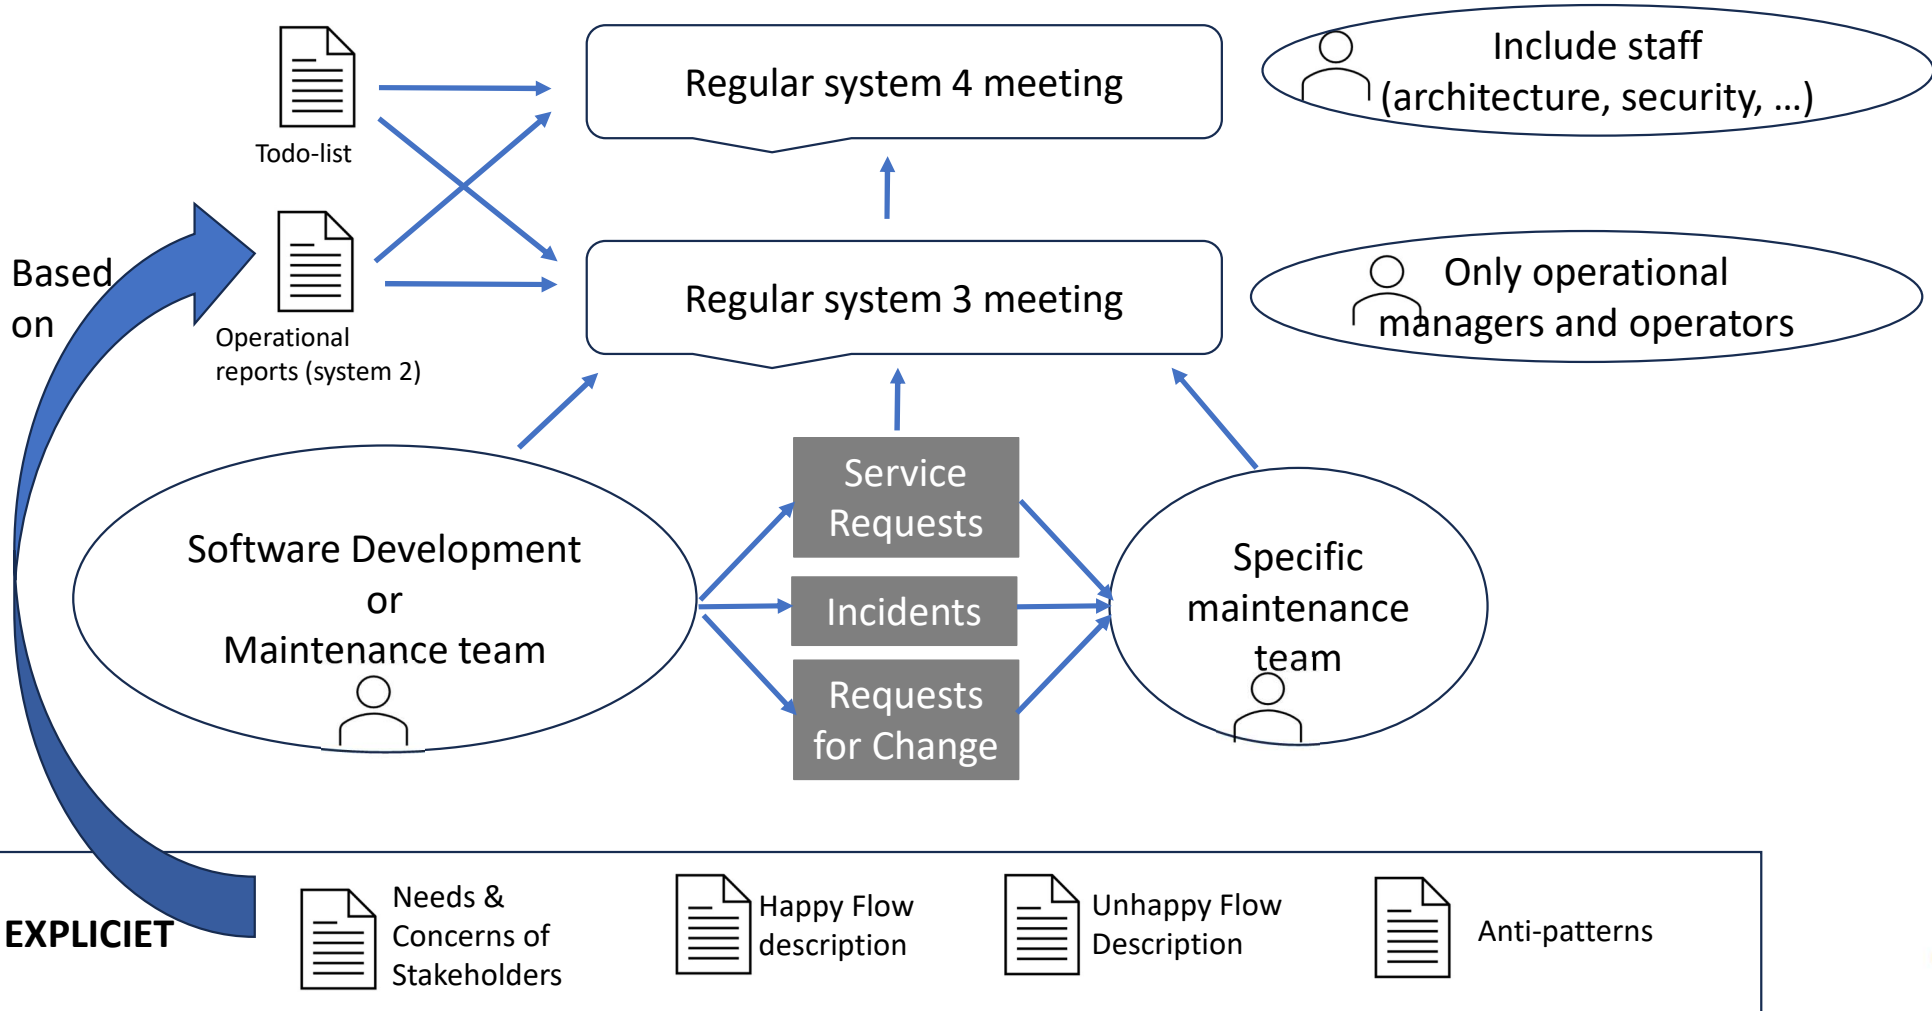 Regular system 4 meeting
Include staff
(architecture, security, ...)
Todo-list
Based
on
Regular system 3 meeting
Only operational
managers and operators
Operational
reports (system 2)
Software Development
or
Maintenance team
Service
Requests
Incidents
Requests
for Change
Specific
maintenance
team
EXPLICIET
Needs &
Concerns of
Stakeholders
Happy Flow
description
Unhappy Flow
Description
Anti-patterns